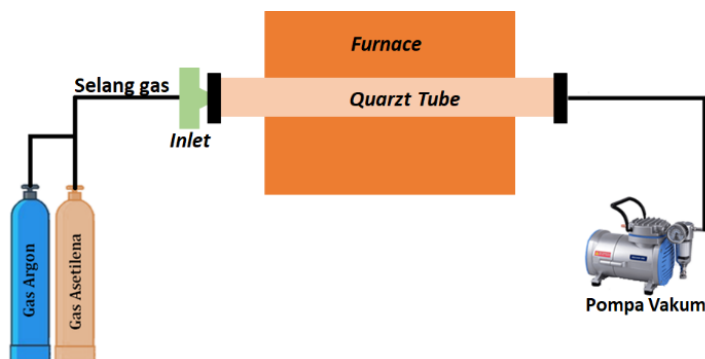 Furnace
Selang gas
Quarzt Tube
Inlet
Gas Argon
Gas Asetilena
Pompa Vakum